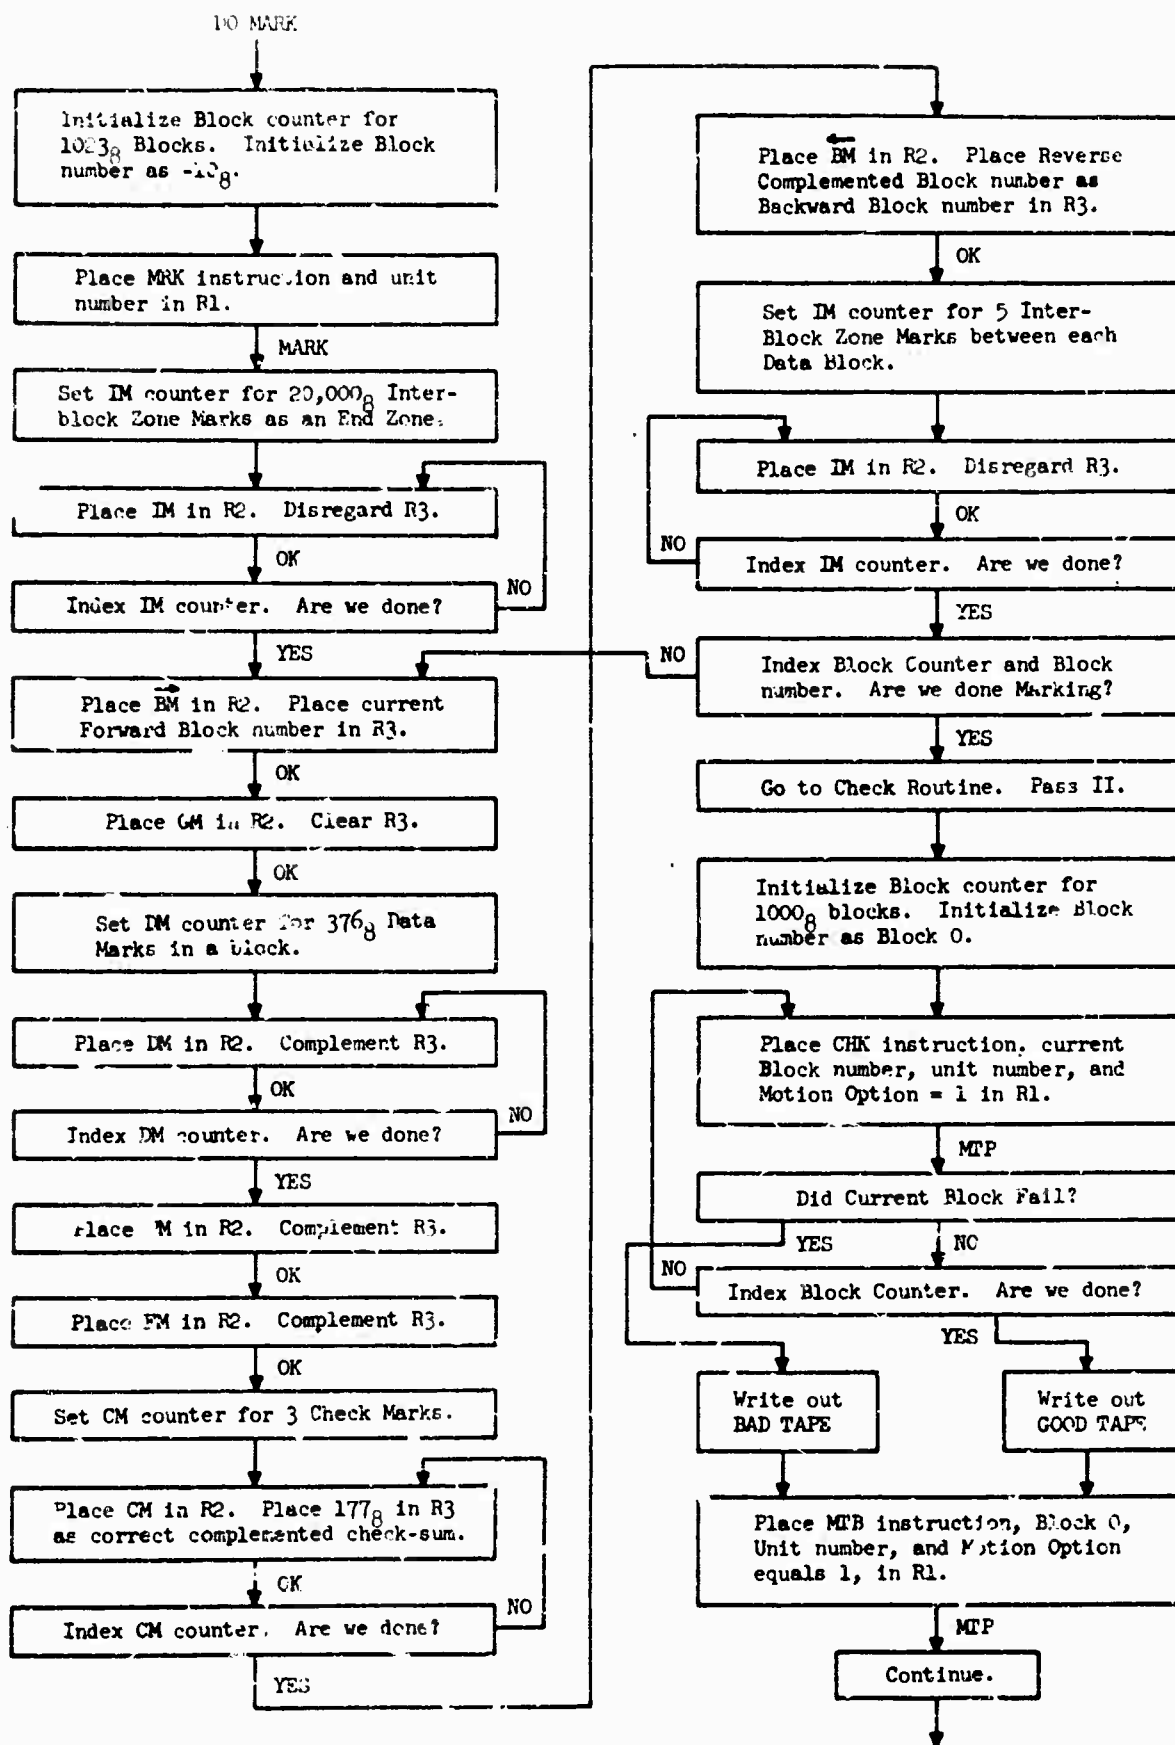 DO MARK
Initialize Block counter for
1023₈ Blocks. Initialize Block
number as -10₈.
Place MRK instruction and unit
number in R1.
MARK
Set IM counter for 20,000₈ Inter-
block Zone Marks as an End Zone.
Place IM in R2. Disregard R3.
OK
Index IM counter. Are we done?
NO
YES
Place BM in R2. Place current
Forward Block number in R3.
OK
Place GM in R2. Clear R3.
OK
Set DM counter for 376₈ Data
Marks in a block.
Place DM in R2. Complement R3.
OK
Index DM counter. Are we done?
NO
YES
Place M in R2. Complement R3.
OK
Place FM in R2. Complement R3.
OK
Set CM counter for 3 Check Marks.
Place CM in R2. Place 177₈ in R3
as correct complemented check-sum.
OK
Index CM counter. Are we done?
NO
YES
Place BM in R2. Place Reverse
Complemented Block number as
Backward Block number in R3.
OK
Set IM counter for 5 Inter-
Block Zone Marks between each
Data Block.
Place IM in R2. Disregard R3.
OK
NO
Index IM counter. Are we done?
YES
NO
Index Block Counter and Block
number. Are we done Marking?
YES
Go to Check Routine. Pass II.
Initialize Block counter for
1000₈ blocks. Initialize Block
number as Block 0.
Place CHK instruction, current
Block number, unit number, and
Motion Option = 1 in R1.
MTP
Did Current Block Fail?
YES
NO
NO
Index Block Counter. Are we done?
YES
Write out
BAD TAPE
Write out
GOOD TAPE
Place MTB instruction, Block 0,
Unit number, and Motion Option
equals 1, in R1.
MTP
Continue.